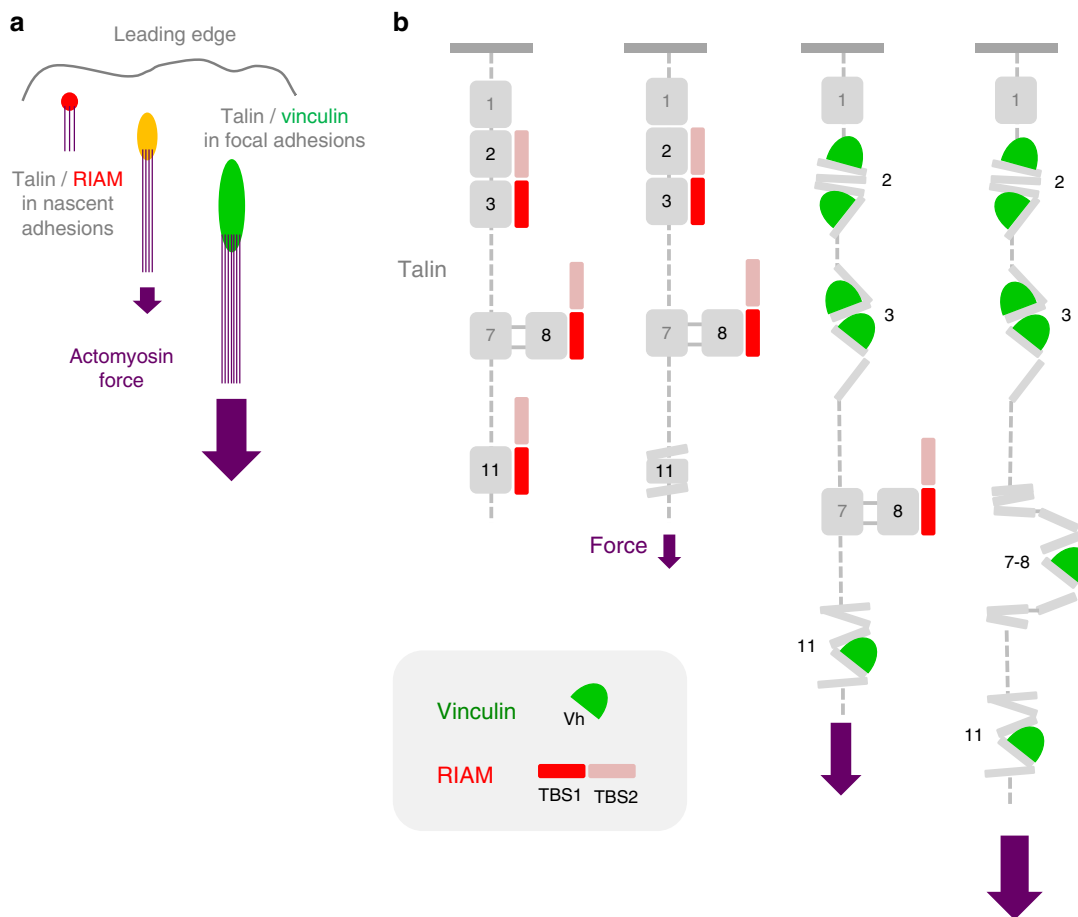 a
Leading edge
Talin / vinculin
in focal adhesions
Talin / RIAM
in nascent
adhesions
Actomyosin
force
b
Talin
1
2
3
7
8
11
1
2
3
7
8
11
Force
1
2
3
7
8
11
1
2
3
7-8
11
Vinculin
Vh
RIAM
TBS1
TBS2